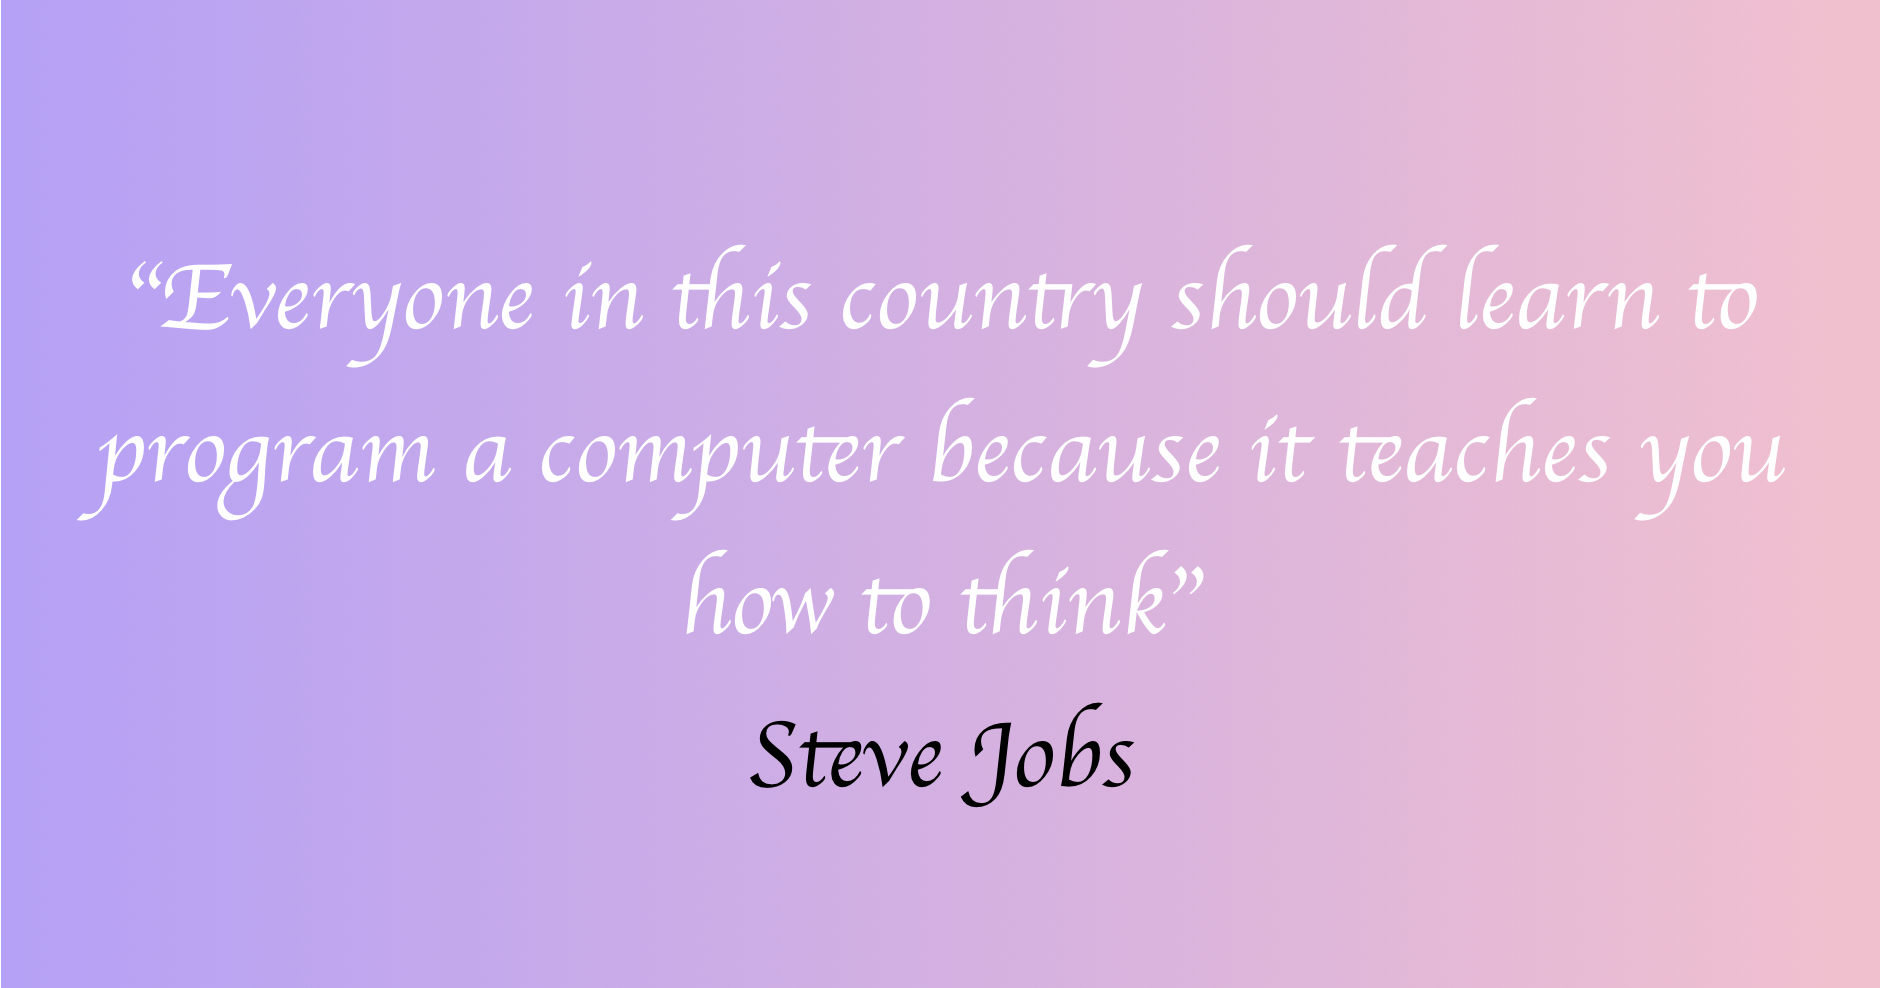 “Everyone in this country should learn to
program a computer because it teaches you
how to think”
Steve Jobs